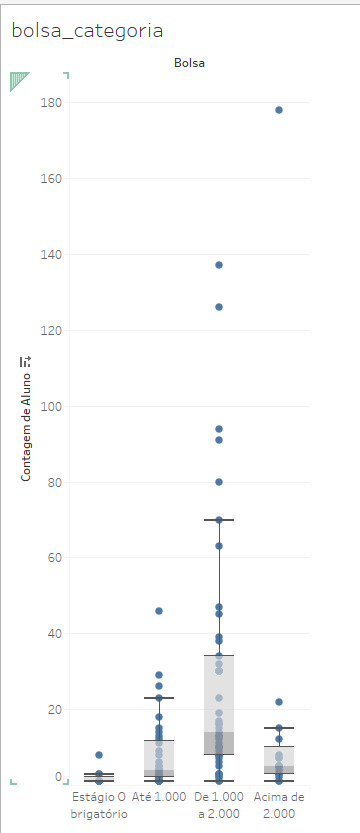 bolsa_categoria
Bolsa
180
160
140
120
100
80
60
40
20
0
Contagem de Aluno
Estágio O
brigatório
Até 1.000
De 1.000
a 2.000
Acima de
2.000